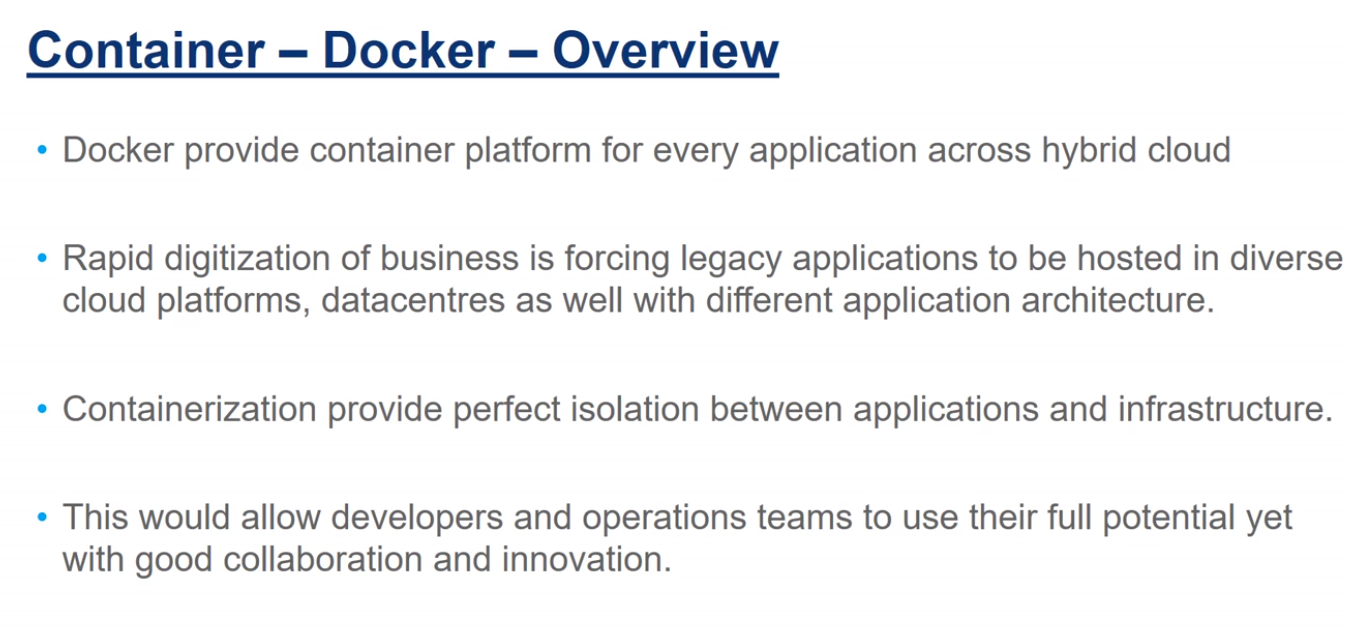 Container – Docker – Overview
• Docker provide container platform for every application across hybrid cloud
• Rapid digitization of business is forcing legacy applications to be hosted in diverse
cloud platforms, datacentres as well with different application architecture.
• Containerization provide perfect isolation between applications and infrastructure.
• This would allow developers and operations teams to use their full potential yet
with good collaboration and innovation.